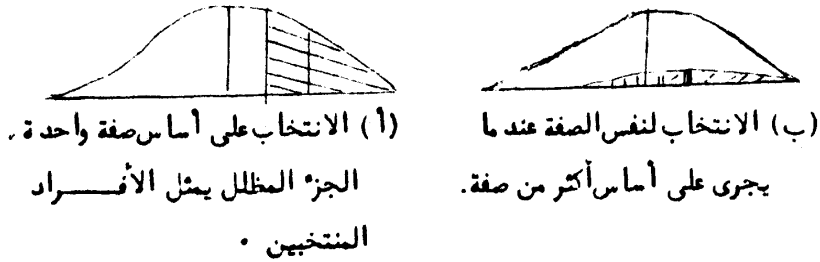 (أ) الانتخاب على أساس صفة واحدة.
الجزء المظلل يمثل الأفـــــراد
المنتخبين.
(ب) الانتخاب لنفس الصفة عندما
يجرى على أساس أكثر من صفة.